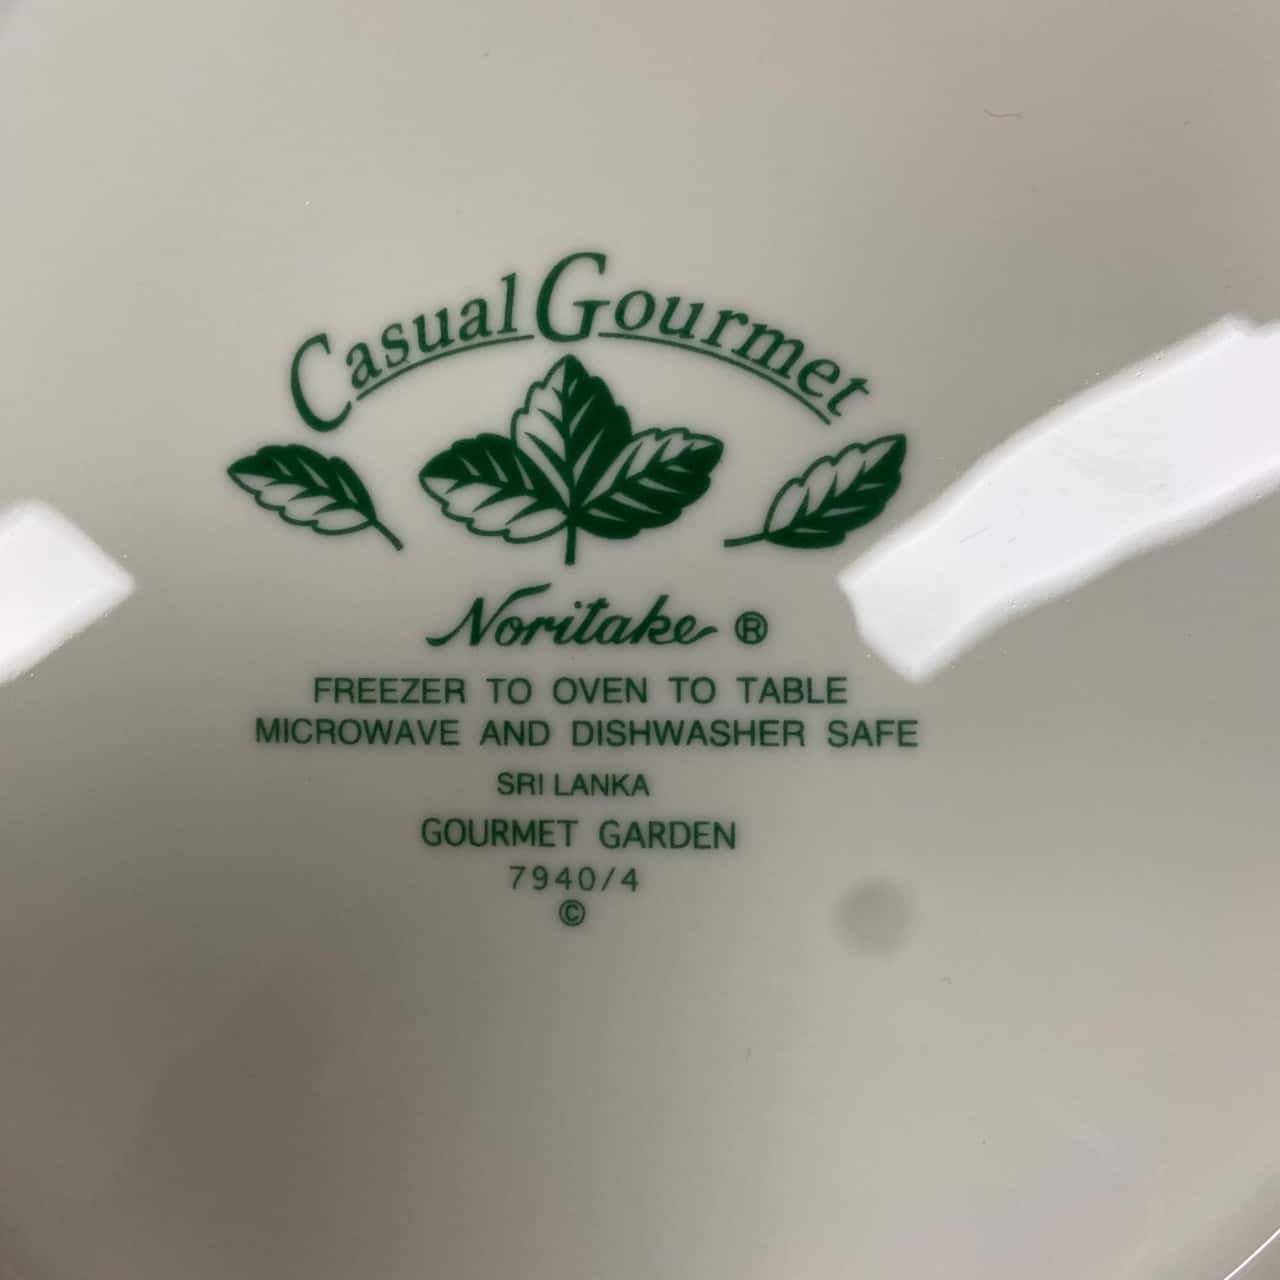 Casual Gourmet
Noritake ®
FREEZER TO OVEN TO TABLE
MICROWAVE AND DISHWASHER SAFE
SRI LANKA
GOURMET GARDEN
7940/4
©